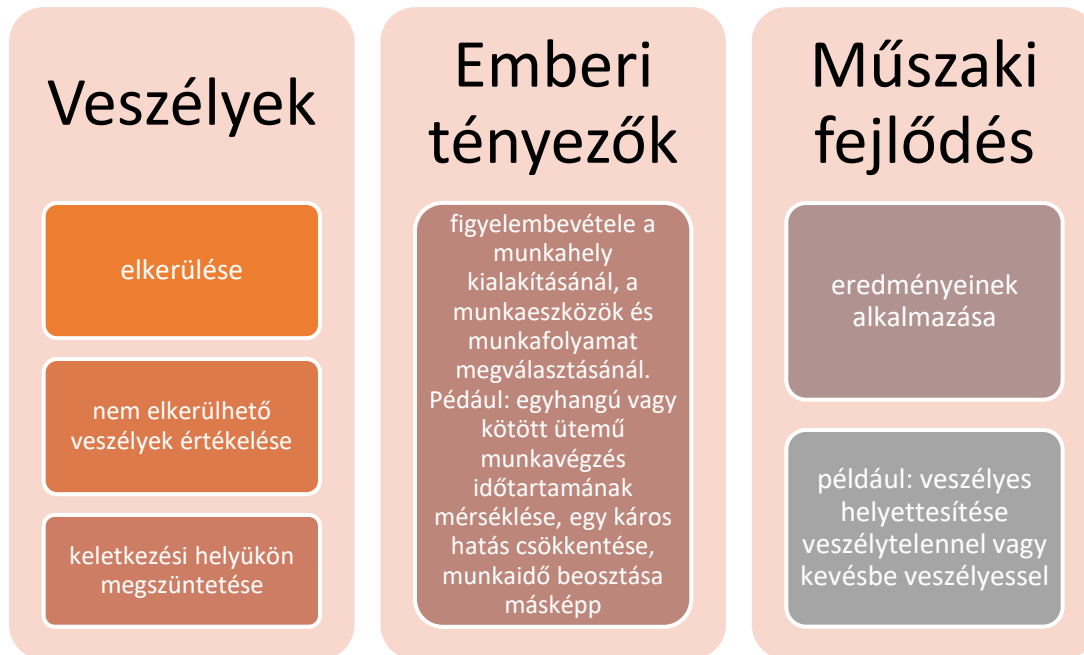 Veszélyek
elkerülése
nem elkerülhető
veszélyek értékelése
keletkezési helyükön
megszüntetése
Emberi
tényezők
figyelembevétele a
munkahely
kialakításánál, a
munkaeszközök és
munkafolyamat
megválasztásánál.
Pédául: egyhangú vagy
kötött ütemű
munkavégzés
időtartamának
mérséklése, egy káros
hatás csökkentése,
munkaidő beosztása
másképp
Műszaki
fejlődés
eredményeinek
alkalmazása
például: veszélyes
helyettesítése
veszélytelennel vagy
kevésbe veszélyessel